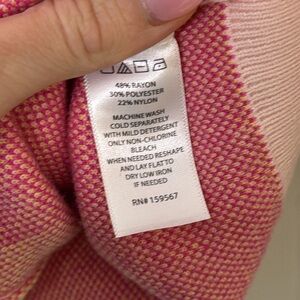 48% RAYON
30% POLYESTER
22% NYLON
MACHINE WASH
COLD SEPARATELY
WITH MILD DETERGENT
ONLY NON-CHLORINE
BLEACH
WHEN NEEDED RESHAPE
AND LAY FLAT TO
DRY LOW IRON
IF NEEDED
RN# 159567